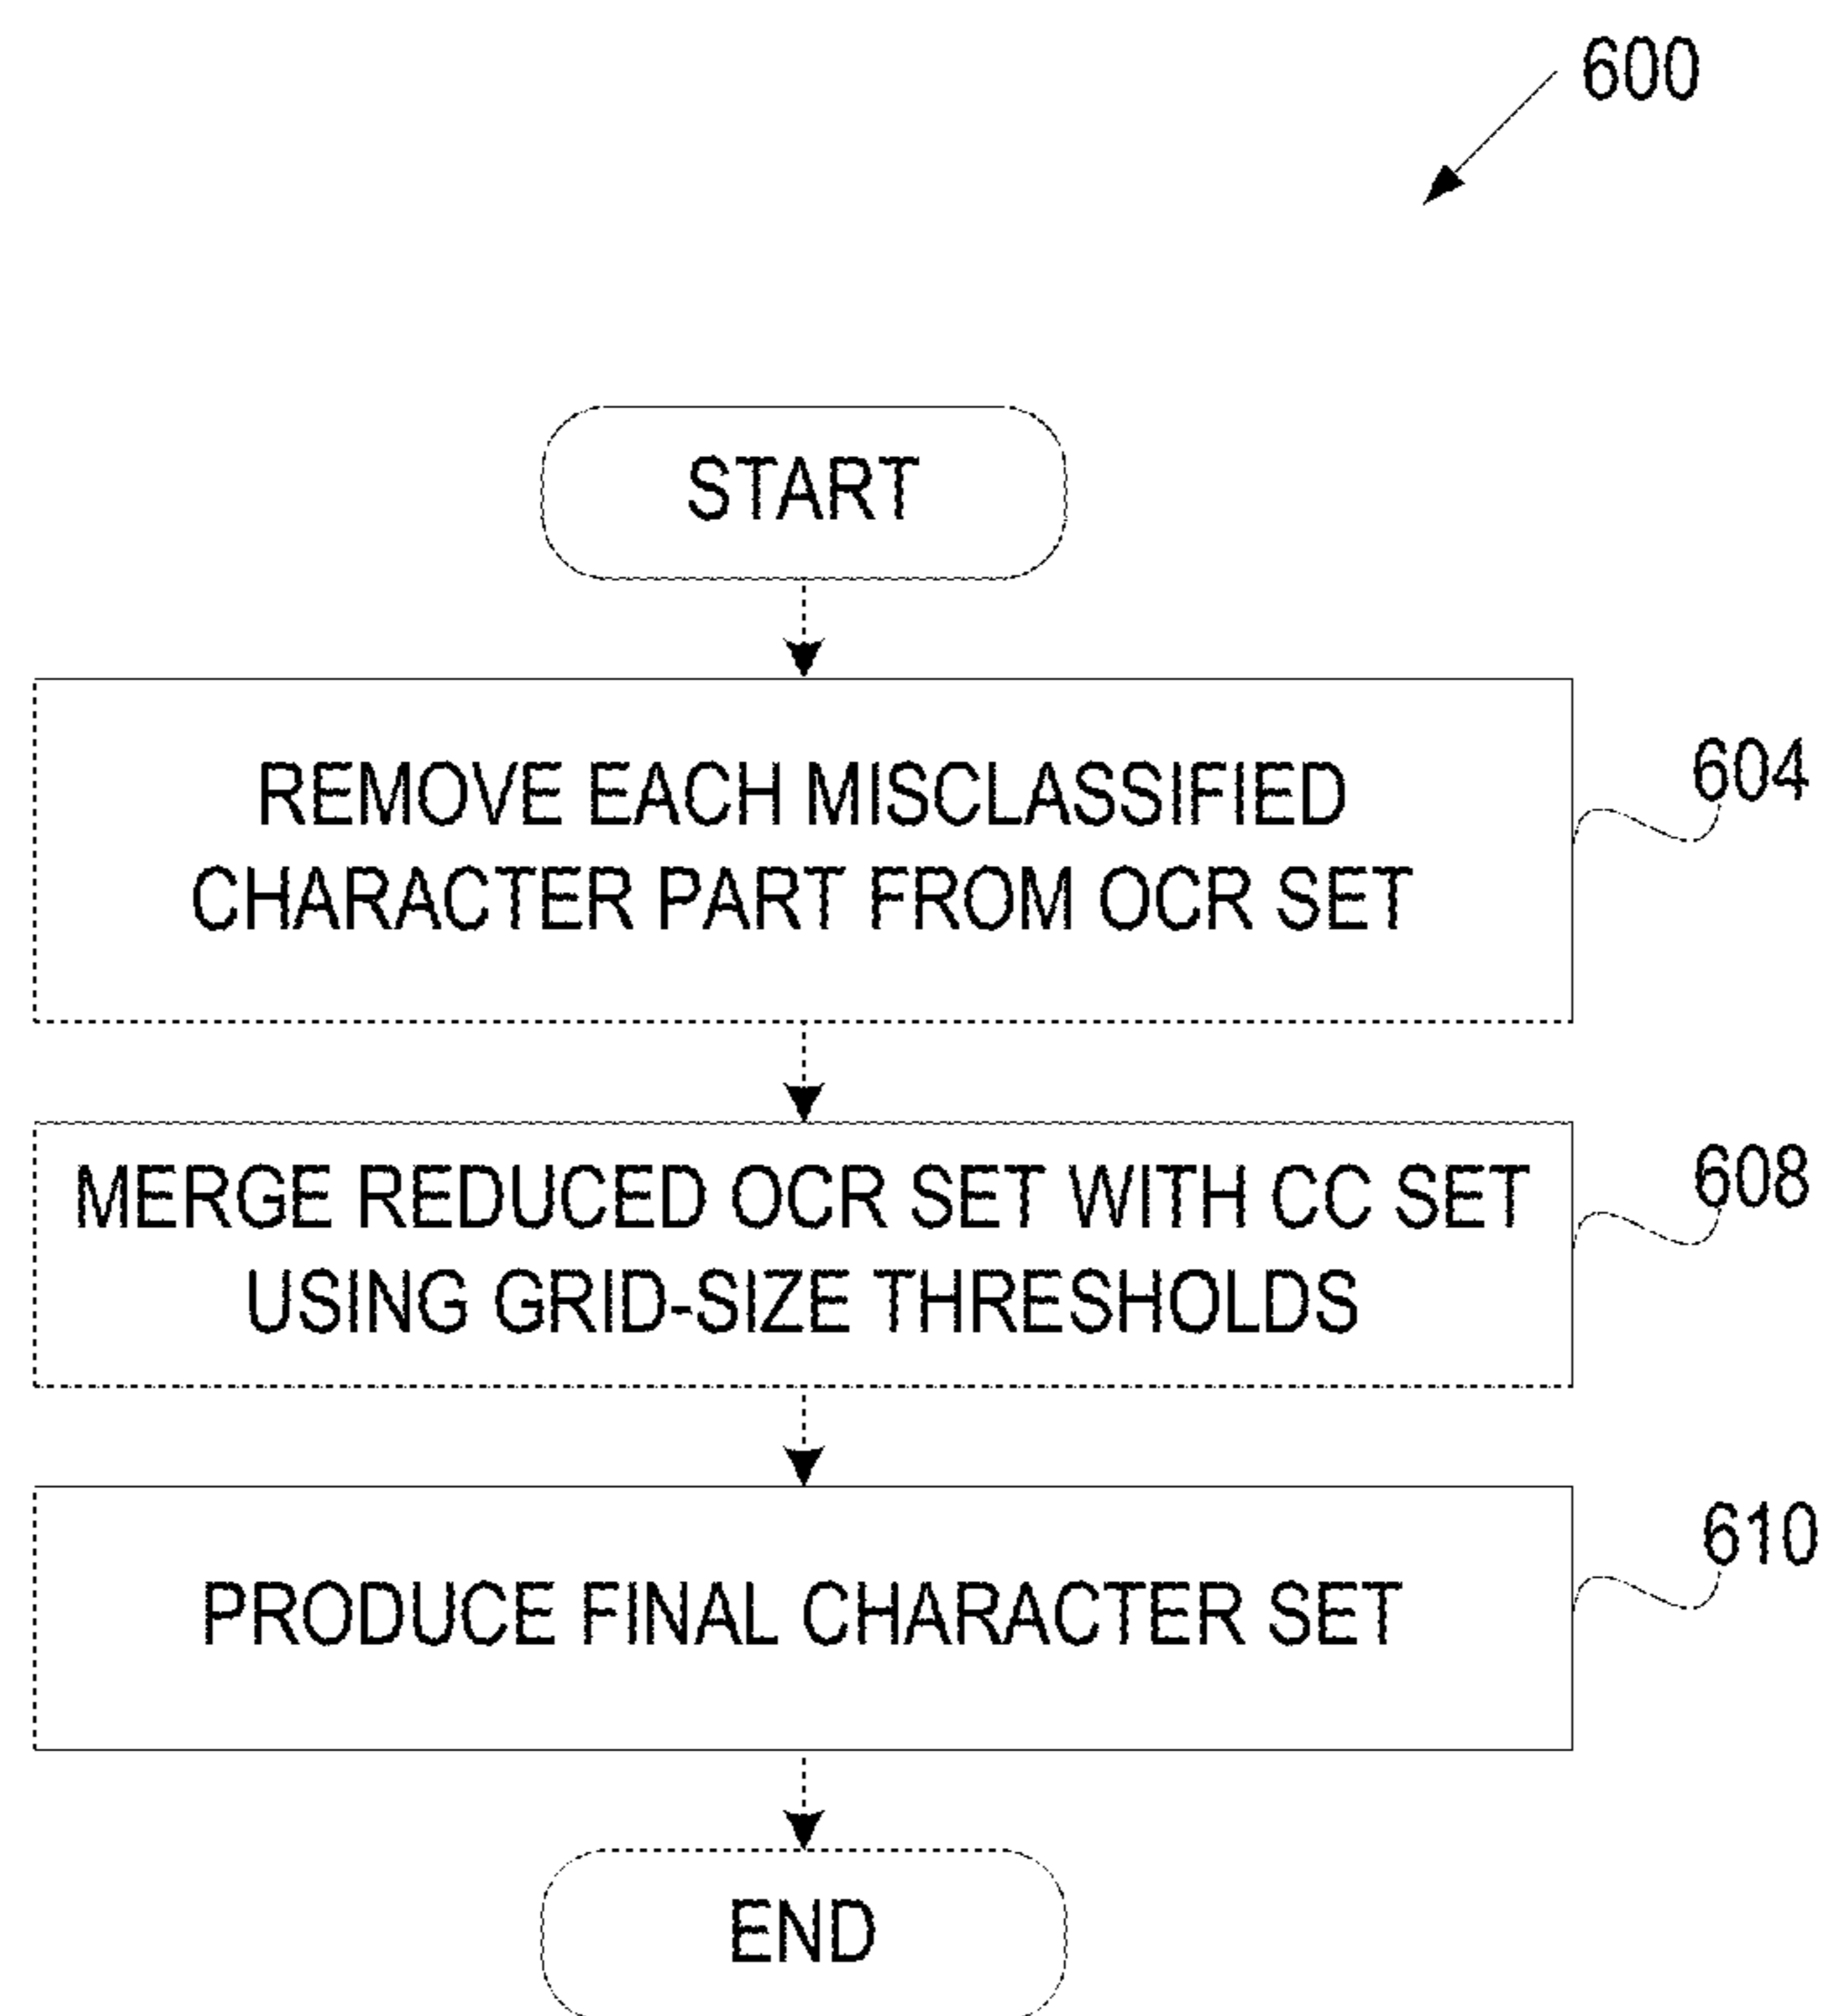 600
START
REMOVE EACH MISCLASSIFIED
CHARACTER PART FROM OCR SET
604
MERGE REDUCED OCR SET WITH CC SET
USING GRID-SIZE THRESHOLDS
608
PRODUCE FINAL CHARACTER SET
610
END